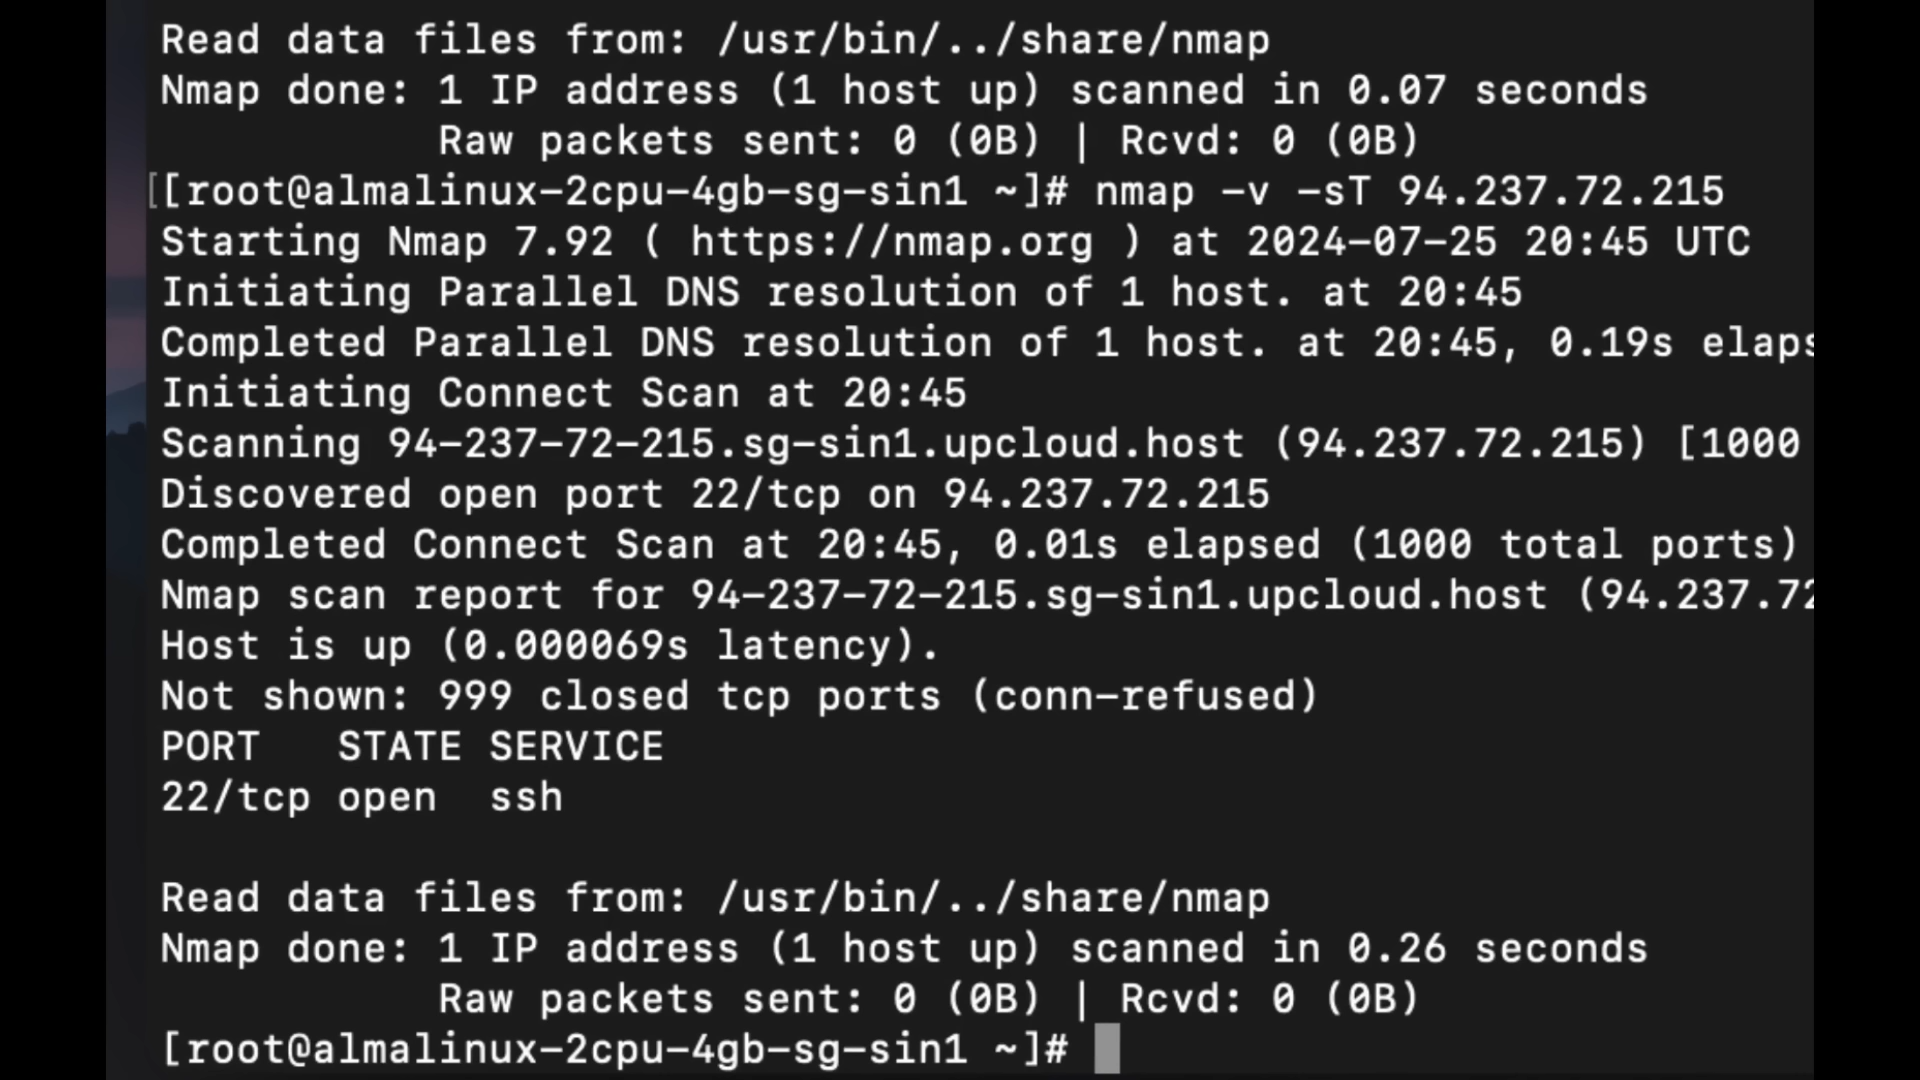 Read data files from: /usr/bin/../share/nmap
Nmap done: 1 IP address (1 host up) scanned in 0.07 seconds
Raw packets sent: 0 (0B) | Rcvd: 0 (0B)
[[root@almalinux-2cpu-4gb-sg-sin1 ~]# nmap -v -sT 94.237.72.215
Starting Nmap 7.92 ( https://nmap.org ) at 2024-07-25 20:45 UTC
Initiating Parallel DNS resolution of 1 host. at 20:45
Completed Parallel DNS resolution of 1 host. at 20:45, 0.19s elaps
Initiating Connect Scan at 20:45
Scanning 94-237-72-215.sg-sin1.upcloud.host (94.237.72.215) [1000
Discovered open port 22/tcp on 94.237.72.215
Completed Connect Scan at 20:45, 0.01s elapsed (1000 total ports)
Nmap scan report for 94-237-72-215.sg-sin1.upcloud.host (94.237.72
Host is up (0.000069s latency).
Not shown: 999 closed tcp ports (conn-refused)
PORT   STATE SERVICE
22/tcp open  ssh
Read data files from: /usr/bin/../share/nmap
Nmap done: 1 IP address (1 host up) scanned in 0.26 seconds
Raw packets sent: 0 (0B) | Rcvd: 0 (0B)
[root@almalinux-2cpu-4gb-sg-sin1 ~]#